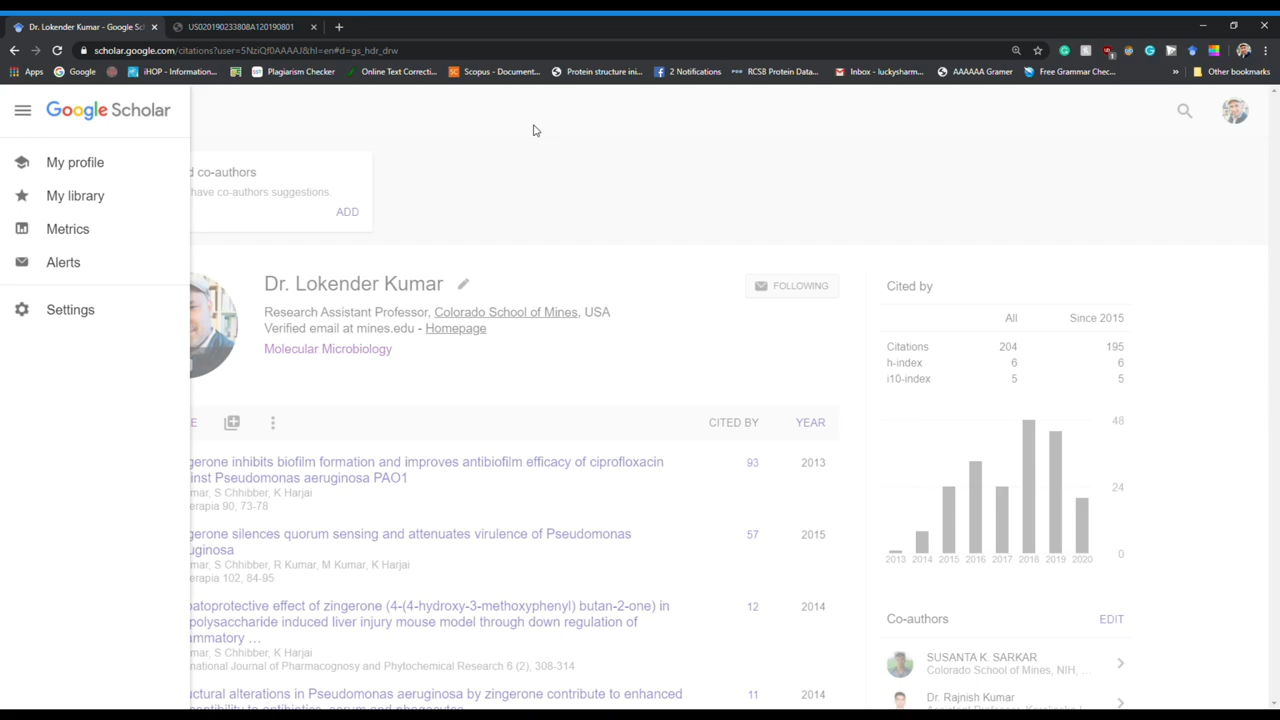 Dr. Lokender Kumar - Google Sc
US020190233808A120190801
scholar.google.com/citations?user=5NziQf0AAAAJ&hl=en#d=gs_hdr_drw
Apps
Google
iHOP - Information...
Plagiarism Checker
Online Text Correcti...
Scopus - Document...
Protein structure ini...
2 Notifications
RCSB Protein Data...
Inbox - luckysharm...
AAAAAA Gramer
Free Grammar Chec...
»
Other bookmarks
Google Scholar
My profile
My library
Metrics
Alerts
Settings
d co-authors
have co-authors suggestions.
ADD
Dr. Lokender Kumar
FOLLOWING
Research Assistant Professor, Colorado School of Mines, USA
Verified email at mines.edu - Homepage
Molecular Microbiology
E
CITED BY
YEAR
gerone inhibits biofilm formation and improves antibiofilm efficacy of ciprofloxacin
inst Pseudomonas aeruginosa PAO1
mar, S Chhibber, K Harjai
erapia 90, 73-78
93
2013
gerone silences quorum sensing and attenuates virulence of Pseudomonas
uginosa
mar, S Chhibber, R Kumar, M Kumar, K Harjai
erapia 102, 84-95
57
2015
patoprotective effect of zingerone (4-(4-hydroxy-3-methoxyphenyl) butan-2-one) in
polysaccharide induced liver injury mouse model through down regulation of
ammatory …
mar, S Chhibber, K Harjai
national Journal of Pharmacognosy and Phytochemical Research 6 (2), 308-314
12
2014
uctural alterations in Pseudomonas aeruginosa by zingerone contribute to enhanced
11
2014
Cited by
All
Since 2015
Citations
204
195
h-index
6
6
i10-index
5
5
48
24
0
2013
2014
2015
2016
2017
2018
2019
2020
Co-authors
EDIT
SUSANTA K. SARKAR
Colorado School of Mines, NIH, ...
Dr. Rajnish Kumar